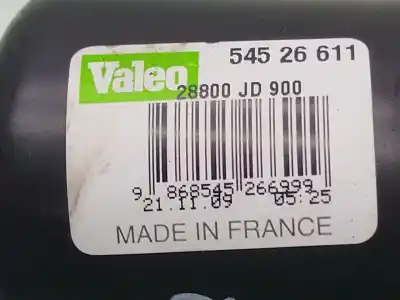 Valeo 545 26 611
28800 JD 900
9 868545 266999
21.11.09 05:25
MADE IN FRANCE